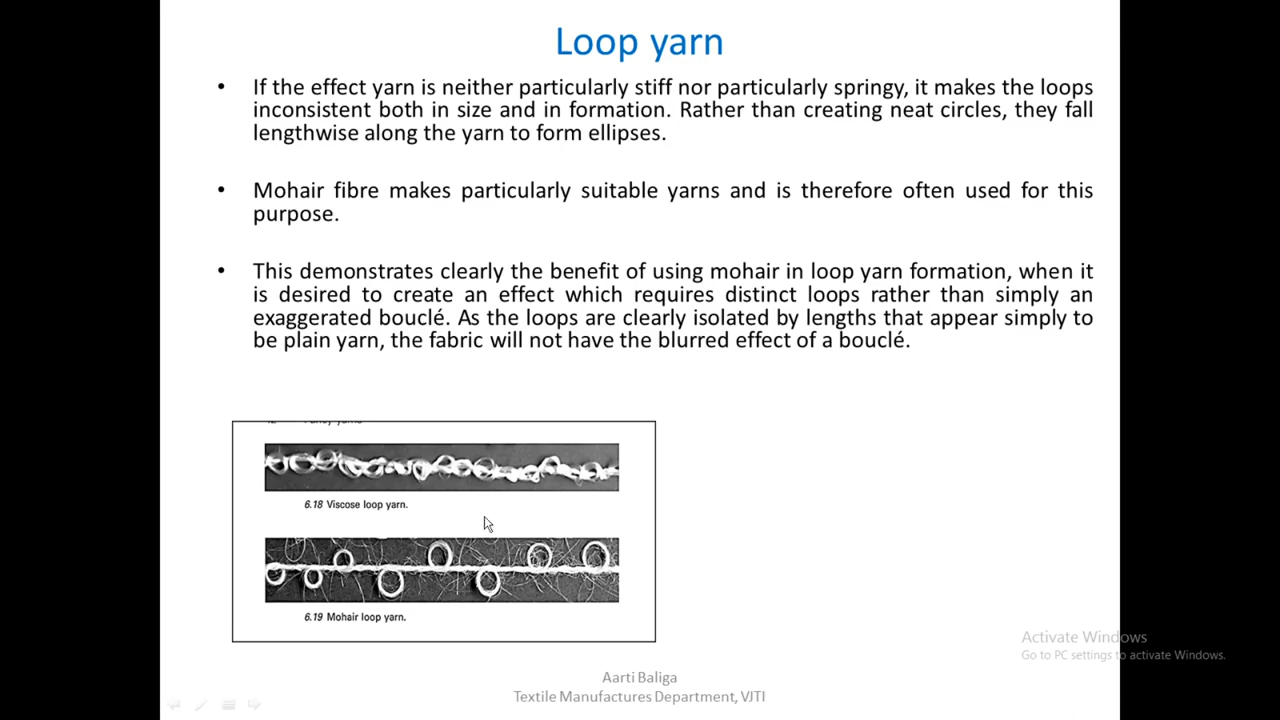 Loop yarn
• If the effect yarn is neither particularly stiff nor particularly springy, it makes the loops
inconsistent both in size and in formation. Rather than creating neat circles, they fall
lengthwise along the yarn to form ellipses.
• Mohair fibre makes particularly suitable yarns and is therefore often used for this
purpose.
• This demonstrates clearly the benefit of using mohair in loop yarn formation, when it
is desired to create an effect which requires distinct loops rather than simply an
exaggerated bouclé. As the loops are clearly isolated by lengths that appear simply to
be plain yarn, the fabric will not have the blurred effect of a bouclé.
6.18 Viscose loop yarn.
6.19 Mohair loop yarn.
Activate Windows
Go to PC settings to activate Windows.
Aarti Baliga
Textile Manufactures Department, VJTI